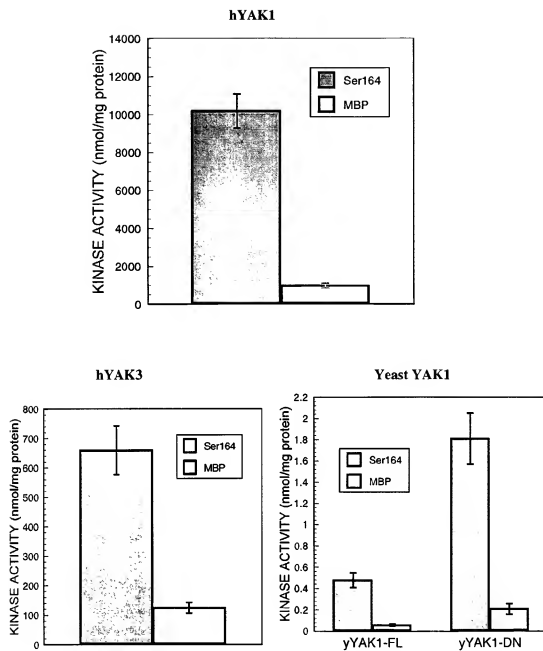 hYAK1
KINASE ACTIVITY (nmol/mg protein)
14000
12000
10000
8000
6000
4000
2000
0
Ser164
MBP
hYAK3
KINASE ACTIVITY (nmol/mg protein)
800
700
600
500
400
300
200
100
0
Ser164
MBP
Yeast YAK1
KINASE ACTIVITY (nmol/mg protein)
2.2
2
1.8
1.6
1.4
1.2
1
0.8
0.6
0.4
0.2
0
Ser164
MBP
yYAK1-FL
yYAK1-DN